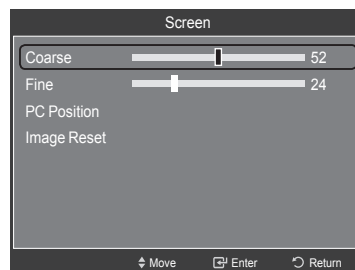 Screen
Coarse 52
Fine 24
PC Position
Image Reset
Move Enter Return